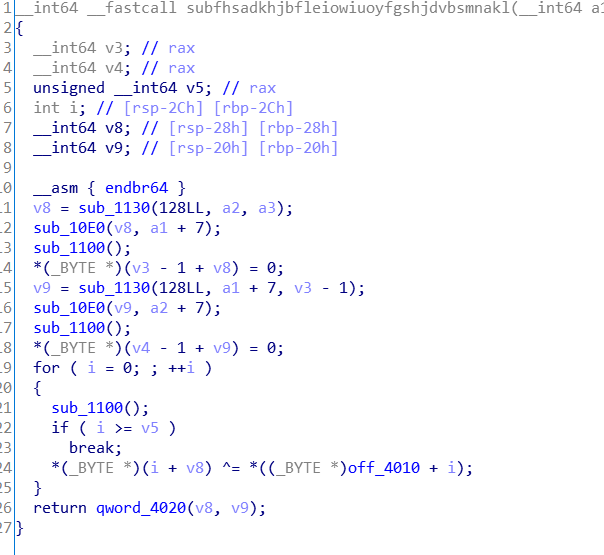 1 __int64 __fastcall subfhsadkhjbfleiowiuoyfgshjdvbsmnakl(__int64 a1
2 {
3   __int64 v3; // rax
4   __int64 v4; // rax
5   unsigned __int64 v5; // rax
6   int i; // [rsp-2Ch] [rbp-2Ch]
7   __int64 v8; // [rsp-28h] [rbp-28h]
8   __int64 v9; // [rsp-20h] [rbp-20h]
9
10   __asm { endbr64 }
11   v8 = sub_1130(128LL, a2, a3);
12   sub_10E0(v8, a1 + 7);
13   sub_1100();
14   *(_BYTE *)(v3 - 1 + v8) = 0;
15   v9 = sub_1130(128LL, a1 + 7, v3 - 1);
16   sub_10E0(v9, a2 + 7);
17   sub_1100();
18   *(_BYTE *)(v4 - 1 + v9) = 0;
19   for ( i = 0; ; ++i )
20   {
21     sub_1100();
22     if ( i >= v5 )
23       break;
24     *(_BYTE *)(i + v8) ^= *((_BYTE *)off_4010 + i);
25   }
26   return qword_4020(v8, v9);
27 }